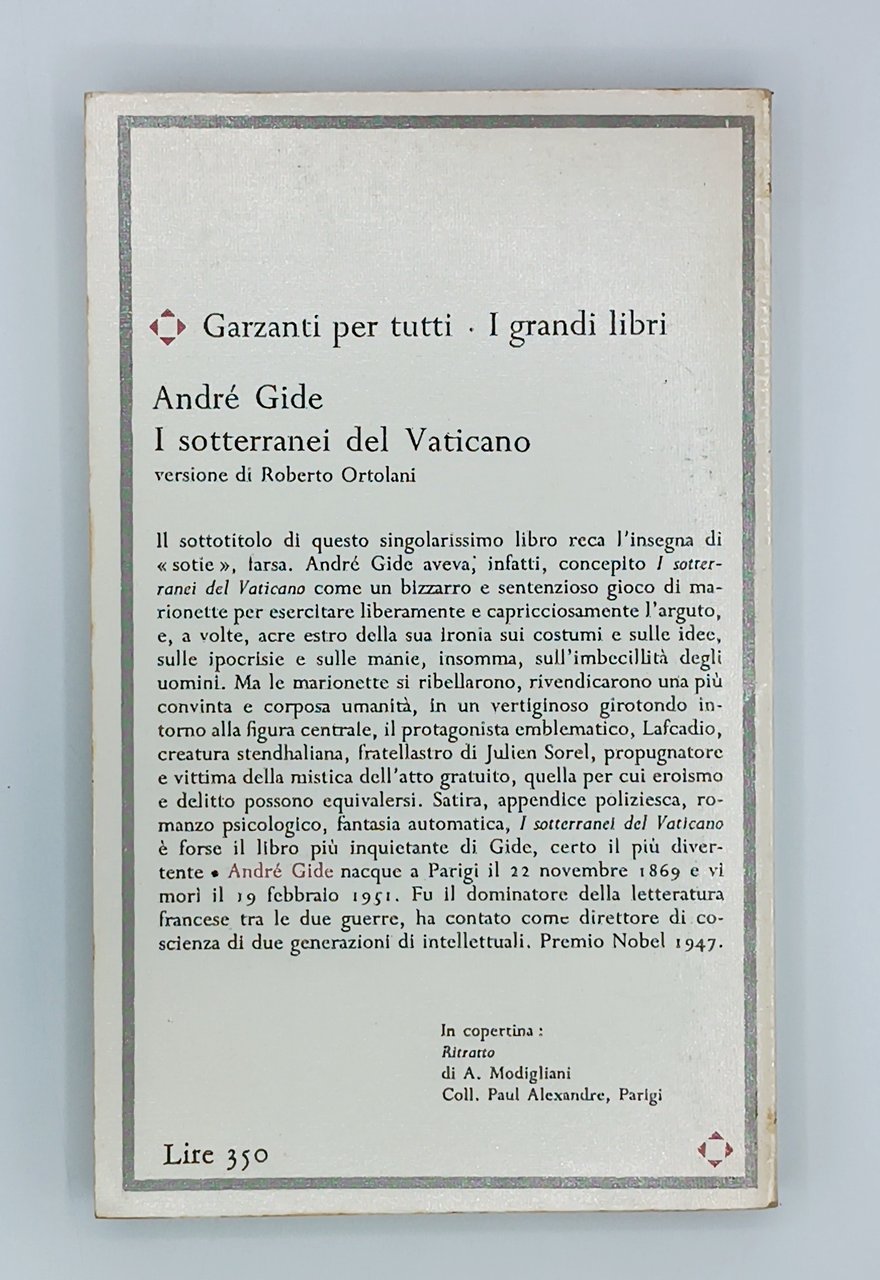 Garzanti per tutti · I grandi libri
André Gide
I sotterranei del Vaticano
versione di Roberto Ortolani
Il sottotitolo di questo singolarissimo libro reca l'insegna di
« sotie », farsa. André Gide aveva, infatti, concepito I sotter-
ranei del Vaticano come un bizzarro e sentenzioso gioco di ma-
rionette per esercitare liberamente e capricciosamente l'arguto,
e, a volte, acre estro della sua ironia sui costumi e sulle idee,
sulle ipocrisie e sulle manie, insomma, sull'imbecillità degli
uomini. Ma le marionette si ribellarono, rivendicarono una più
convinta e corposa umanità, in un vertiginoso girotondo in-
torno alla figura centrale, il protagonista emblematico, Lafcadio,
creatura stendhaliana, fratellastro di Julien Sorel, propugnatore
e vittima della mistica dell'atto gratuito, quella per cui eroismo
e delitto possono equivalersi. Satira, appendice poliziesca, ro-
manzo psicologico, fantasia automatica, I sotterranei del Vaticano
è forse il libro più inquietante di Gide, certo il più diver-
tente • André Gide nacque a Parigi il 22 novembre 1869 e vi
morì il 19 febbraio 1951. Fu il dominatore della letteratura
francese tra le due guerre, ha contato come direttore di co-
scienza di due generazioni di intellettuali. Premio Nobel 1947.
In copertina :
Ritratto
di A. Modigliani
Coll. Paul Alexandre, Parigi
Lire 350